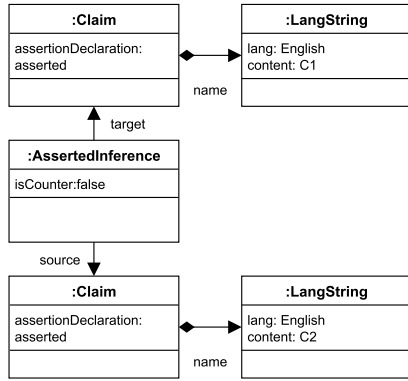 :Claim
assertionDeclaration:
asserted
:LangString
lang: English
content: C1
name
target
:AssertedInference
isCounter:false
source
:Claim
assertionDeclaration:
asserted
:LangString
lang: English
content: C2
name